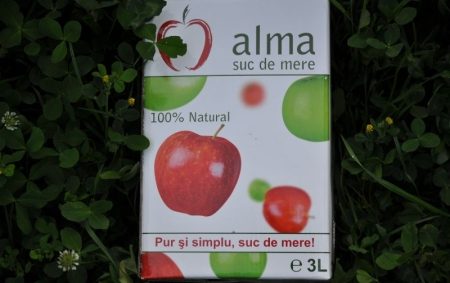 alma
suc de mere
100% Natural
Pur şi simplu, suc de mere!
℮ 3L